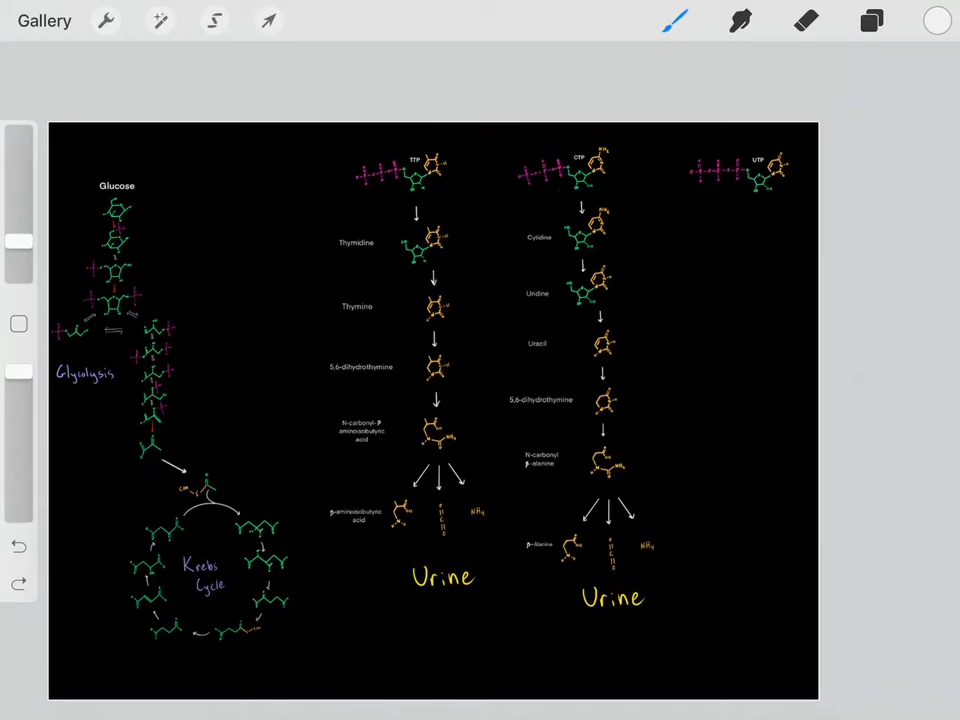 Gallery
Glucose
Glycolysis
Krebs
Cycle
TTP
Thymidine
Thymine
5,6-dihydrothymine
N-carbonyl-β
aminoisobutyric
acid
β-aminoisobutyric
acid
NH₄
Urine
CTP
Cytidine
Uridine
Uracil
5,6-dihydrothymine
N-carbonyl
β-alanine
β-Alanine
NH₄
Urine
UTP